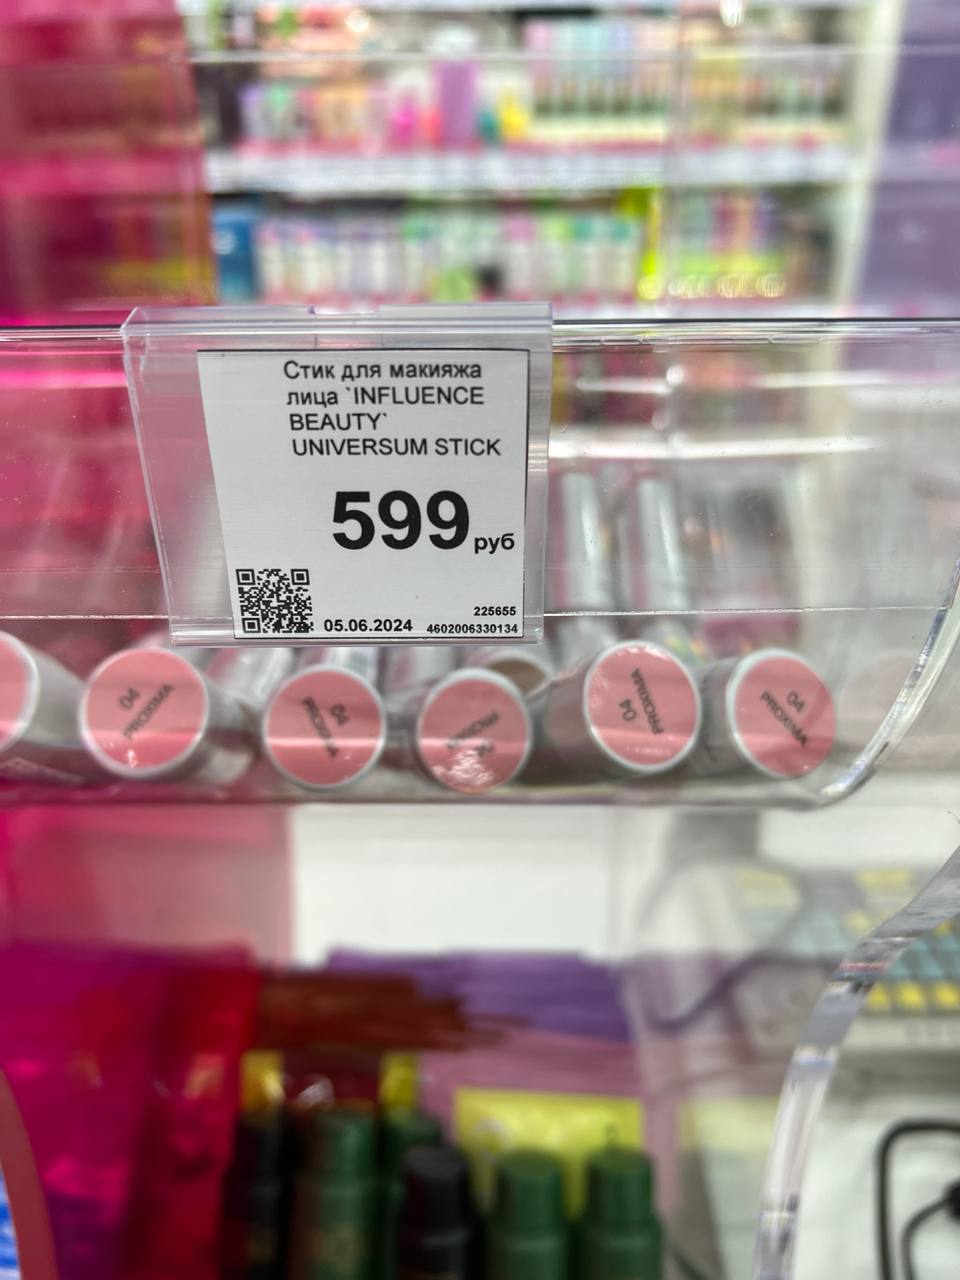 Стик для макияжа
лица `INFLUENCE
BEAUTY`
UNIVERSUM STICK
599 руб
225655
05.06.2024 4602006330134
04
PROXIMA
04
PROXIMA
PROXIMA
04
04
PROXIMA
04
PROXIMA